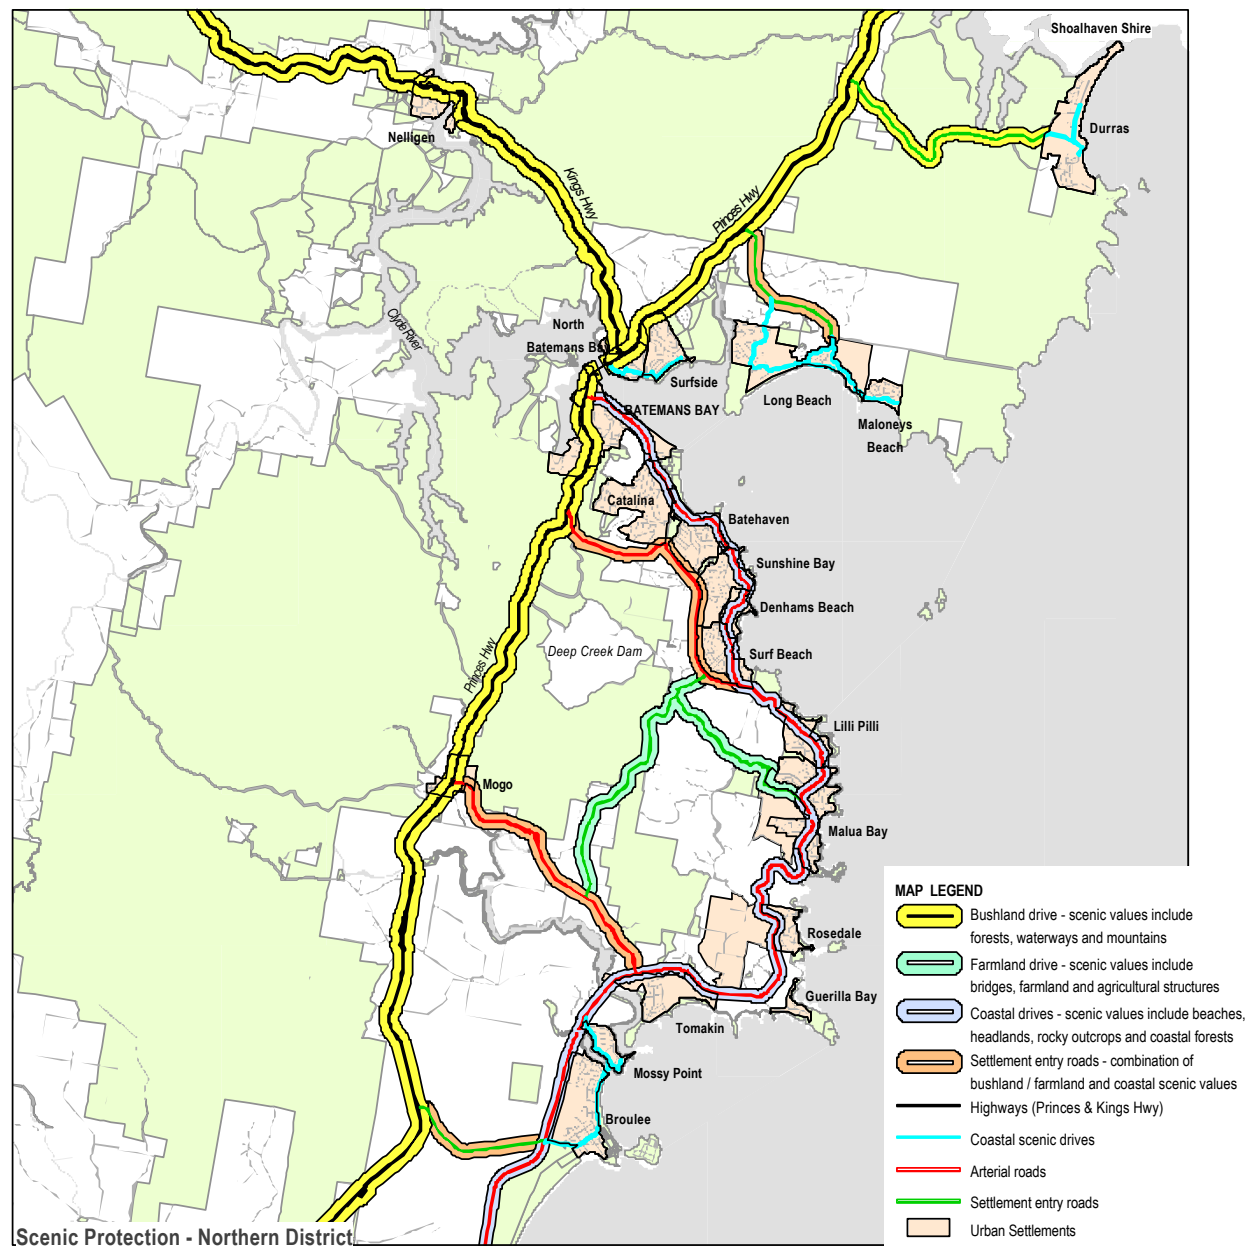 Shoalhaven Shire
Durras
Nelligen
Kings Hwy
Princes Hwy
Clyde River
North
Batemans Bay
Surfside
BATEMANS BAY
Long Beach
Maloneys
Beach
Catalina
Batehaven
Sunshine Bay
Denhams Beach
Deep Creek Dam
Surf Beach
Princes Hwy
Lilli Pilli
Mogo
Malua Bay
Rosedale
Guerilla Bay
Tomakin
Mossy Point
Broulee
MAP LEGEND
Bushland drive - scenic values include
forests, waterways and mountains
Farmland drive - scenic values include
bridges, farmland and agricultural structures
Coastal drives - scenic values include beaches,
headlands, rocky outcrops and coastal forests
Settlement entry roads - combination of
bushland / farmland and coastal scenic values
Highways (Princes & Kings Hwy)
Coastal scenic drives
Arterial roads
Settlement entry roads
Urban Settlements
Scenic Protection - Northern District